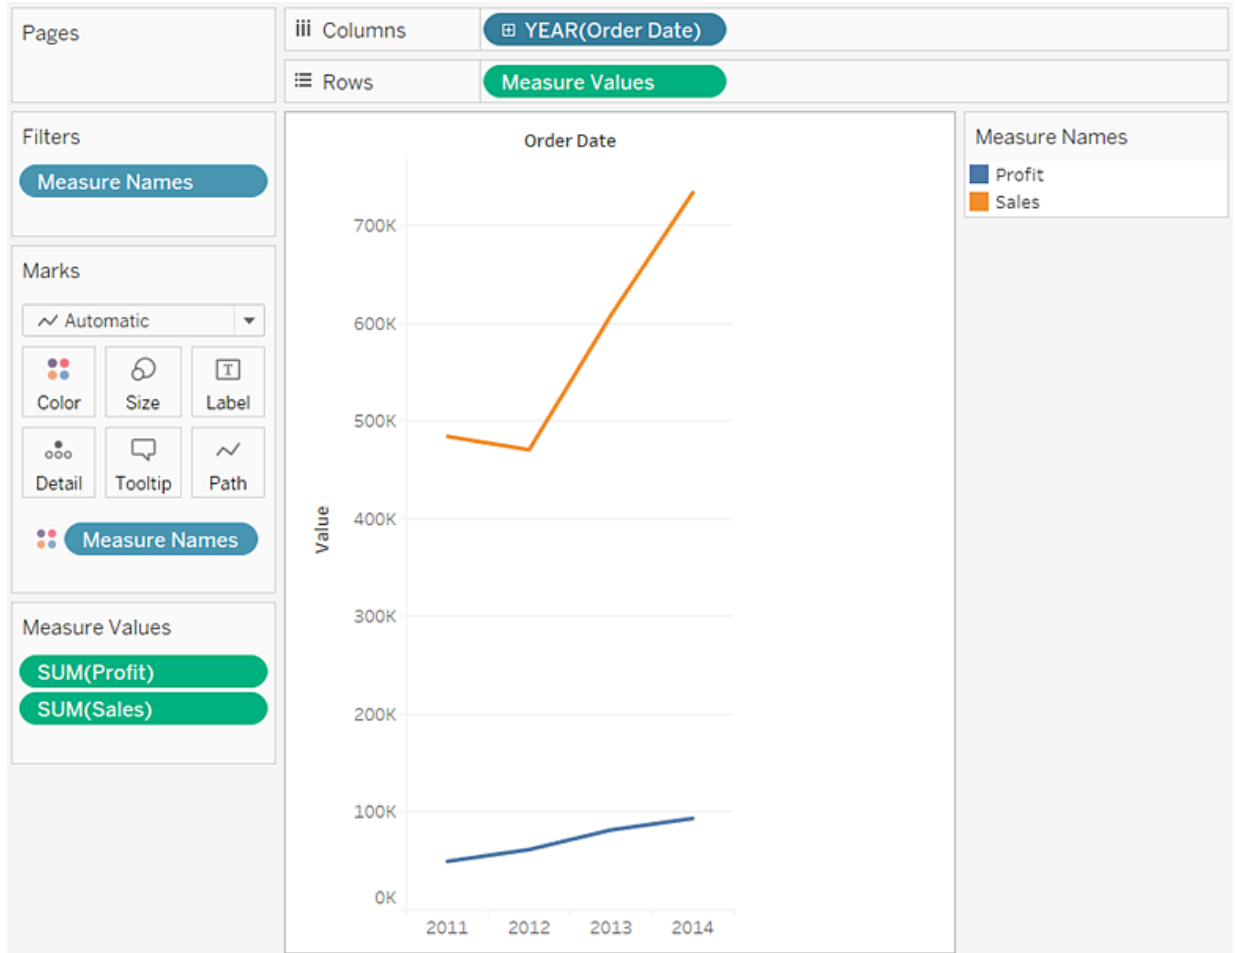 Pages
Columns
YEAR(Order Date)
Rows
Measure Values
Filters
Measure Names
Marks
Automatic
Color
Size
T
Label
Detail
Tooltip
Path
Measure Names
Measure Values
SUM(Profit)
SUM(Sales)
Order Date
Value
700K
600K
500K
400K
300K
200K
100K
0K
2011 2012 2013 2014
Measure Names
Profit
Sales